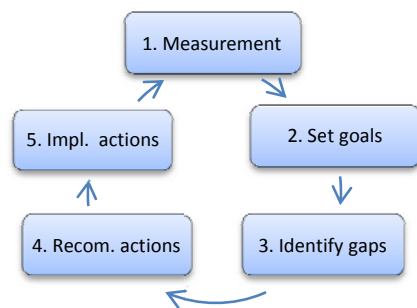 1. Measurement
2. Set goals
3. Identify gaps
4. Recom. actions
5. Impl. actions